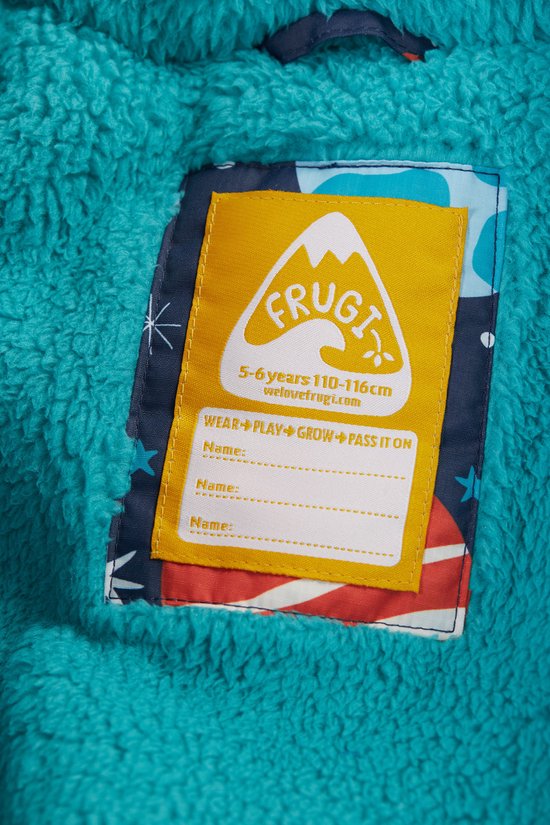 FRUGI
5-6 years 110-116cm
welovefrugi.com
WEAR→PLAY→GROW→PASS IT ON
Name:
Name:
Name: